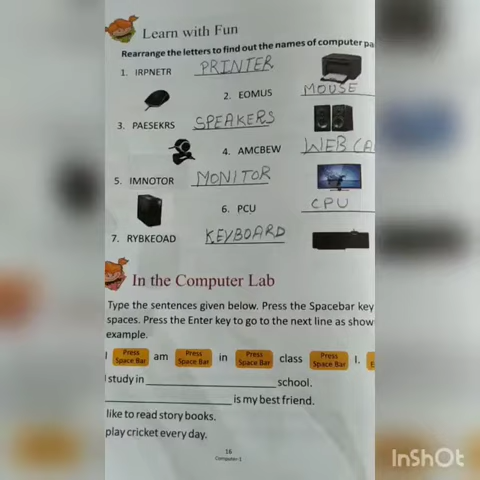 Learn with Fun
Rearrange the letters to find out the names of computer pa
1. IRPNETR PRINTER
2. EOMUS MOUSE
3. PAESEKRS SPEAKERS
4. AMCBEW WEB CA
5. IMNOTOR MONITOR
6. PCU CPU
7. RYBKEOAD KEYBOARD
In the Computer Lab
Type the sentences given below. Press the Spacebar key
spaces. Press the Enter key to go to the next line as show
example.
I Press Space Bar am Press Space Bar in Press Space Bar class Press Space Bar I.
I study in ____________________ school.
____________________ is my best friend.
like to read story books.
play cricket every day.
16
Computer-1
InShOt